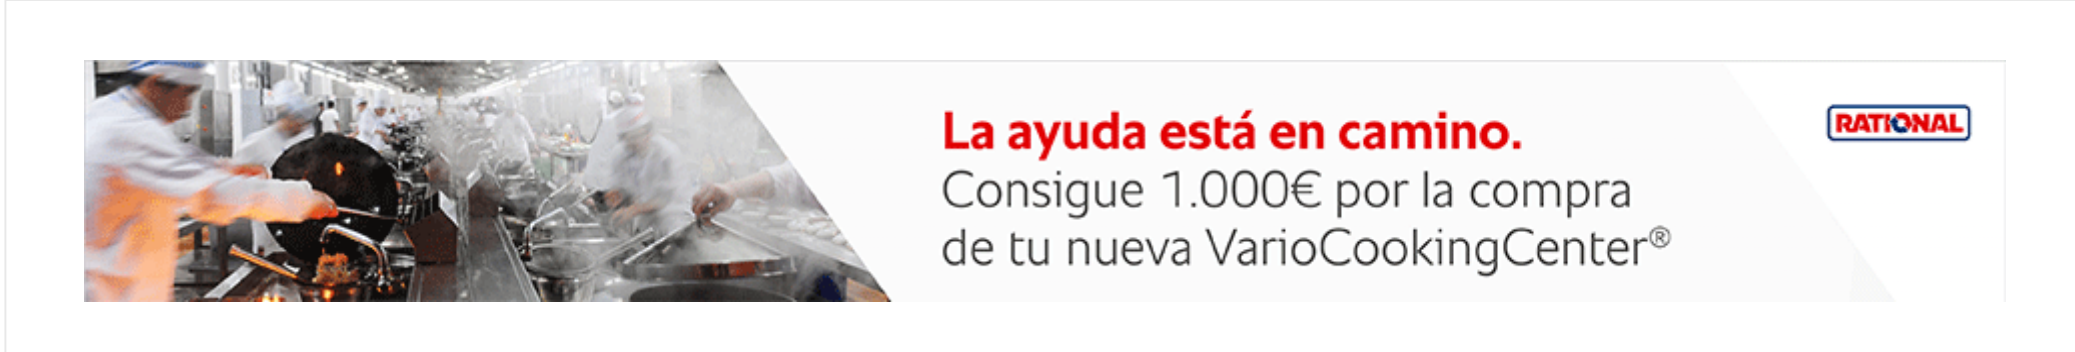 La ayuda está en camino.
Consigue 1.000€ por la compra
de tu nueva VarioCookingCenter®
RATIONAL